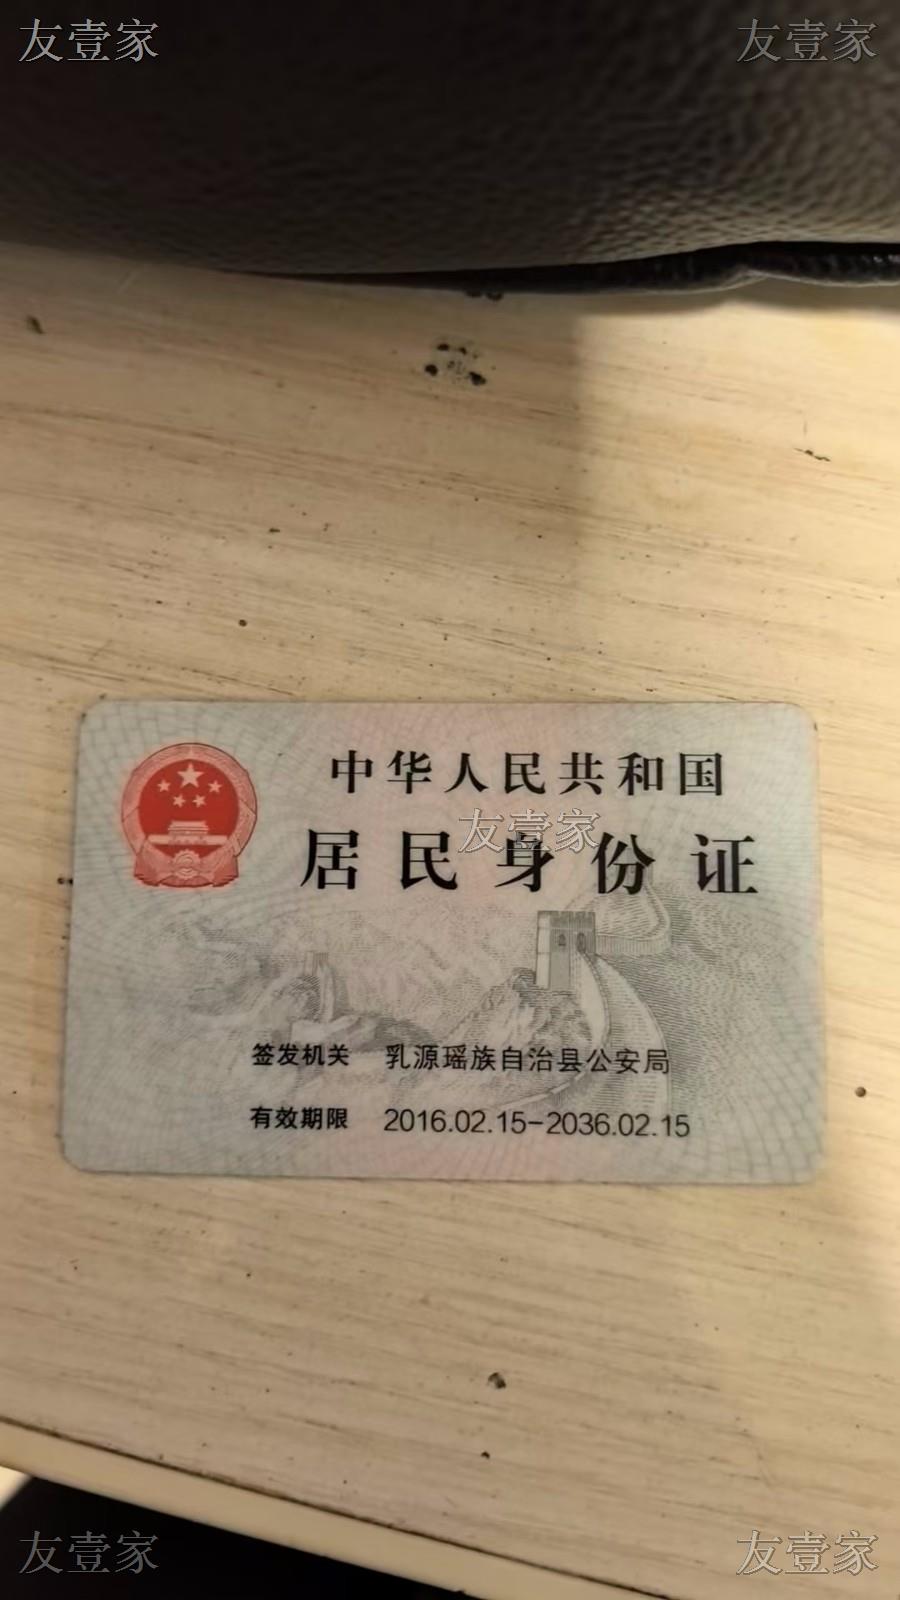 友壹家 友壹家
中华人民共和国
友壹家
居民身份证
签发机关 乳源瑶族自治县公安局
有效期限 2016.02.15-2036.02.15
友壹家 友壹家